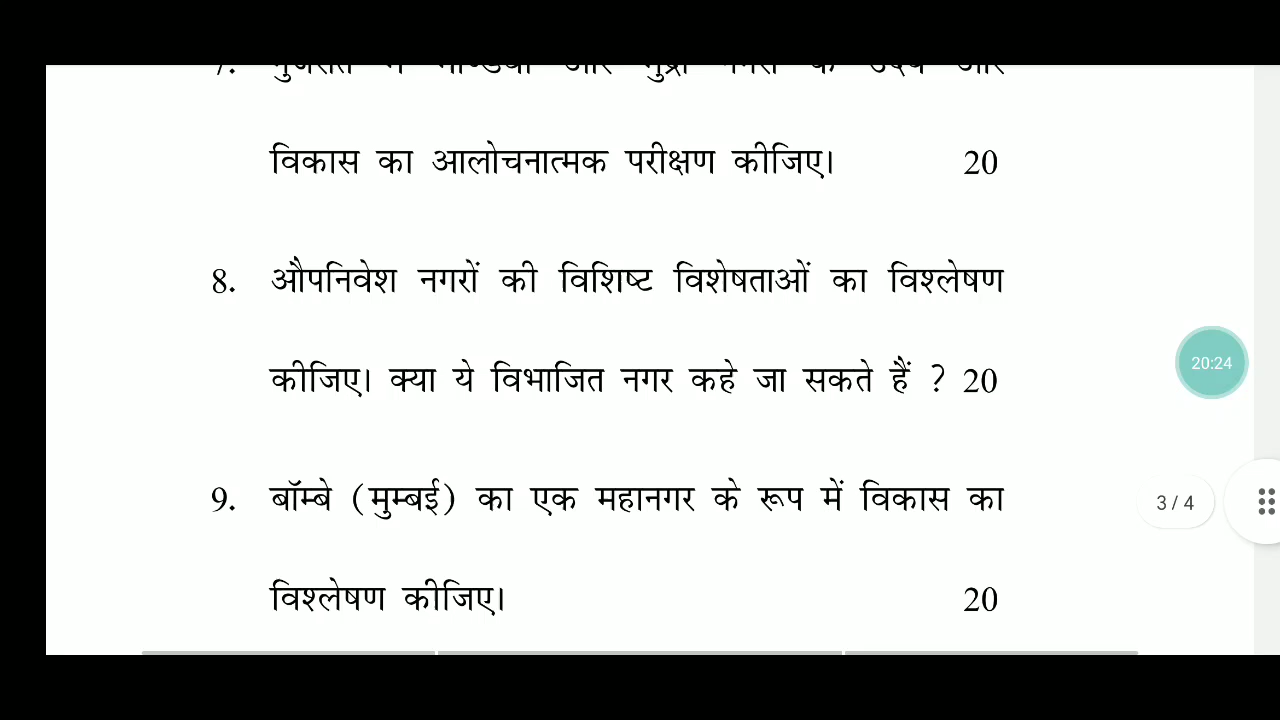 विकास का आलोचनात्मक परीक्षण कीजिए। 20
8. औपनिवेश नगरों की विशिष्ट विशेषताओं का विश्लेषण
कीजिए। क्या ये विभाजित नगर कहे जा सकते हैं ? 20
20:24
9. बॉम्बे (मुम्बई) का एक महानगर के रूप में विकास का
3 / 4
विश्लेषण कीजिए। 20